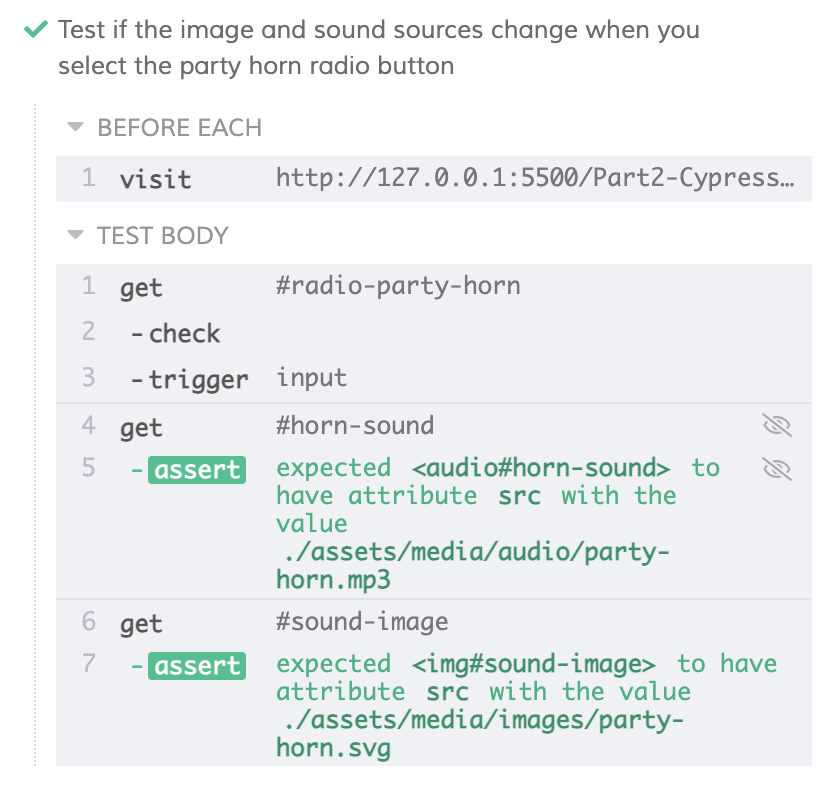 Test if the image and sound sources change when you
select the party horn radio button
BEFORE EACH
1 visit http://127.0.0.1:5500/Part2-Cypress…
TEST BODY
1 get #radio-party-horn
2 -check
3 -trigger input
4 get #horn-sound
5 -assert expected <audio#horn-sound> to
have attribute src with the
value
./assets/media/audio/party-
horn.mp3
6 get #sound-image
7 -assert expected <img#sound-image> to have
attribute src with the value
./assets/media/images/party-
horn.svg